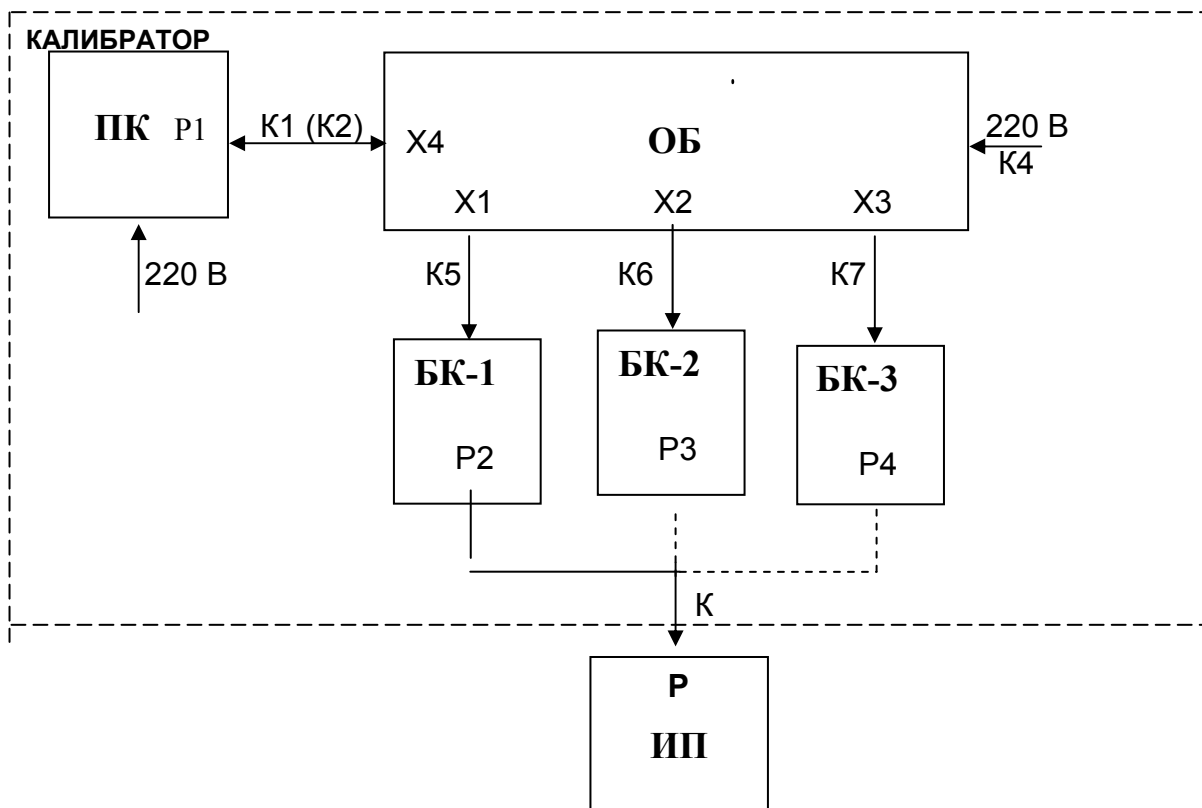 КАЛИБРАТОР
ПК Р1
К1 (К2)
Х4
ОБ
220 В
К4
Х1 Х2 Х3
220 В
К5 К6 К7
БК-1 БК-2 БК-3
Р2 Р3 Р4
К
Р
ИП